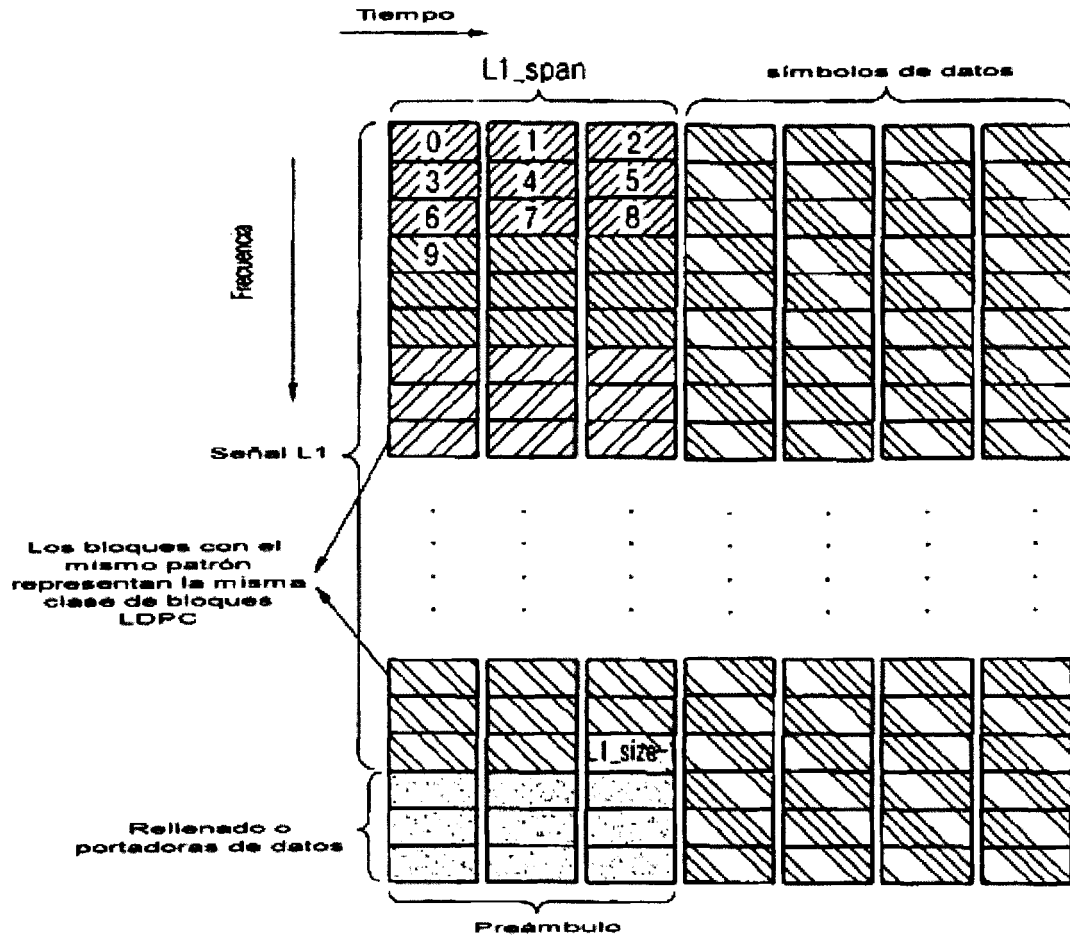 Tiempo
L1_span
símbolos de datos
0 1 2
3 4 5
6 7 8
9
Frecuencia
Señal L1
Los bloques con el
mismo patrón
representan la misma
clase de bloques
LDPC
L1_size-
Rellenado o
portadoras de datos
Preámbulo